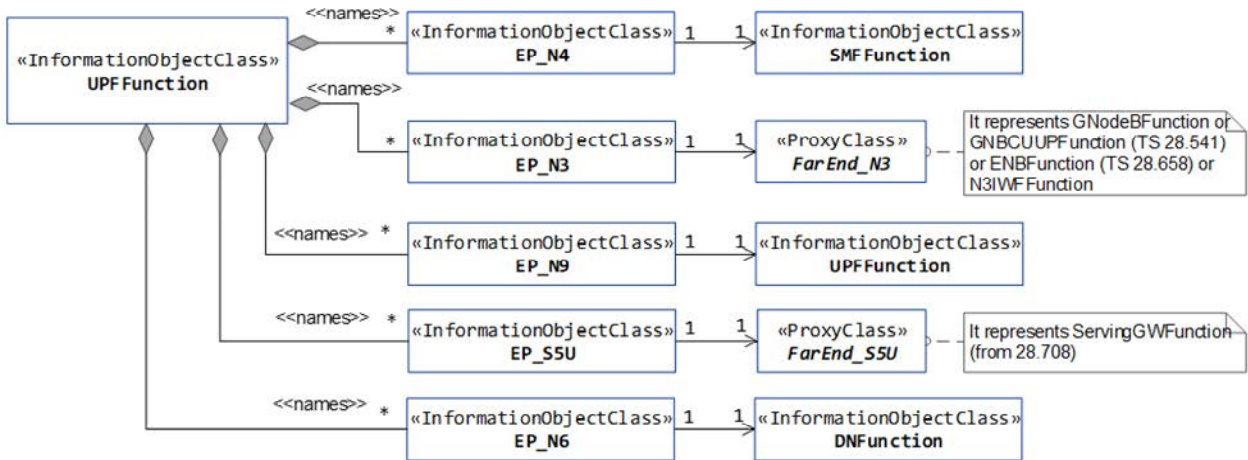 «InformationObjectClass»
UPFFunction
<<names>>
*
«InformationObjectClass»
EP_N4
1
1
«InformationObjectClass»
SMFFunction
<<names>>
*
«InformationObjectClass»
EP_N3
1
1
«ProxyClass»
FarEnd_N3
It represents GNodeBFunction or
GNBCUUPFunction (TS 28.541)
or ENBFunction (TS 28.658) or
N3IWFFunction
<<names>>
*
«InformationObjectClass»
EP_N9
1
1
«InformationObjectClass»
UPFFunction
<<names>>
*
«InformationObjectClass»
EP_S5U
1
1
«ProxyClass»
FarEnd_S5U
It represents ServingGWFunction
(from 28.708)
<<names>>
*
«InformationObjectClass»
EP_N6
1
1
«InformationObjectClass»
DNFunction